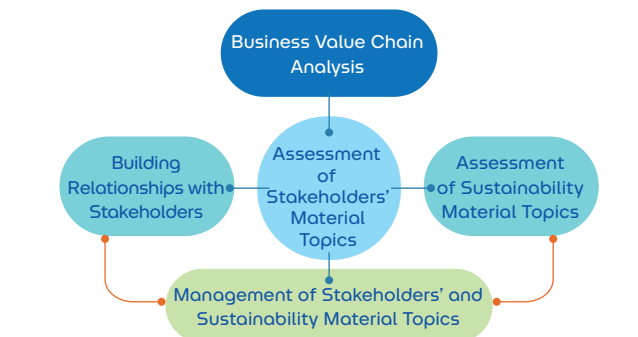 Business Value Chain
Analysis
Building
Relationships with
Stakeholders
Assessment
of
Stakeholders’
Material
Topics
Assessment
of Sustainability
Material Topics
Management of Stakeholders’ and
Sustainability Material Topics